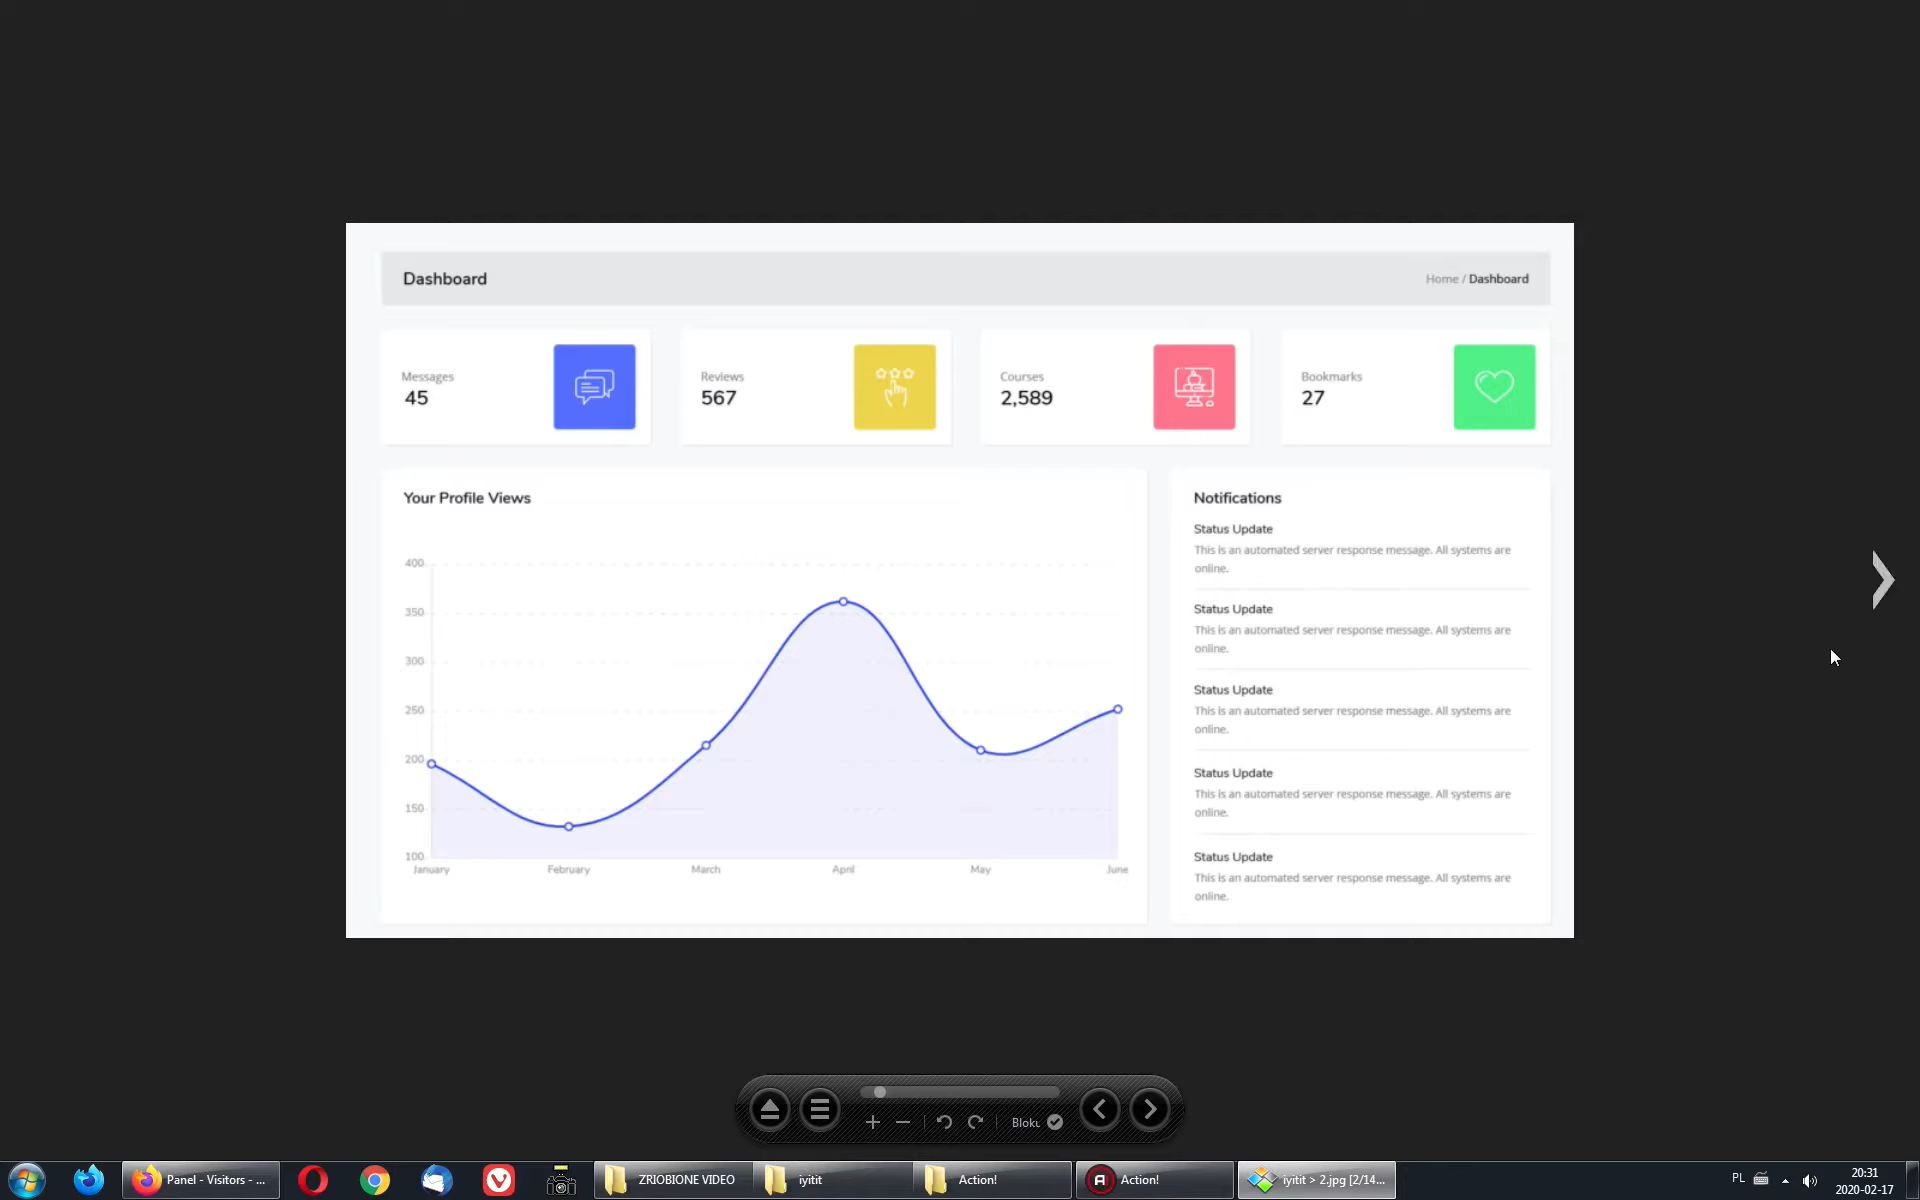 Dashboard
Home / Dashboard
Messages
45
Reviews
567
Courses
2,589
Bookmarks
27
Your Profile Views
400
350
300
250
200
150
100
January February March April May June
Notifications
Status Update
This is an automated server response message. All systems are
online.
Status Update
This is an automated server response message. All systems are
online.
Status Update
This is an automated server response message. All systems are
online.
Status Update
This is an automated server response message. All systems are
online.
Status Update
This is an automated server response message. All systems are
online.
Bloku
Panel - Visitors - ...
ZRIOBIONE VIDEO
iyitit
Action!
Action!
iyitit > 2.jpg [2/14...
PL
20:31
2020-02-17